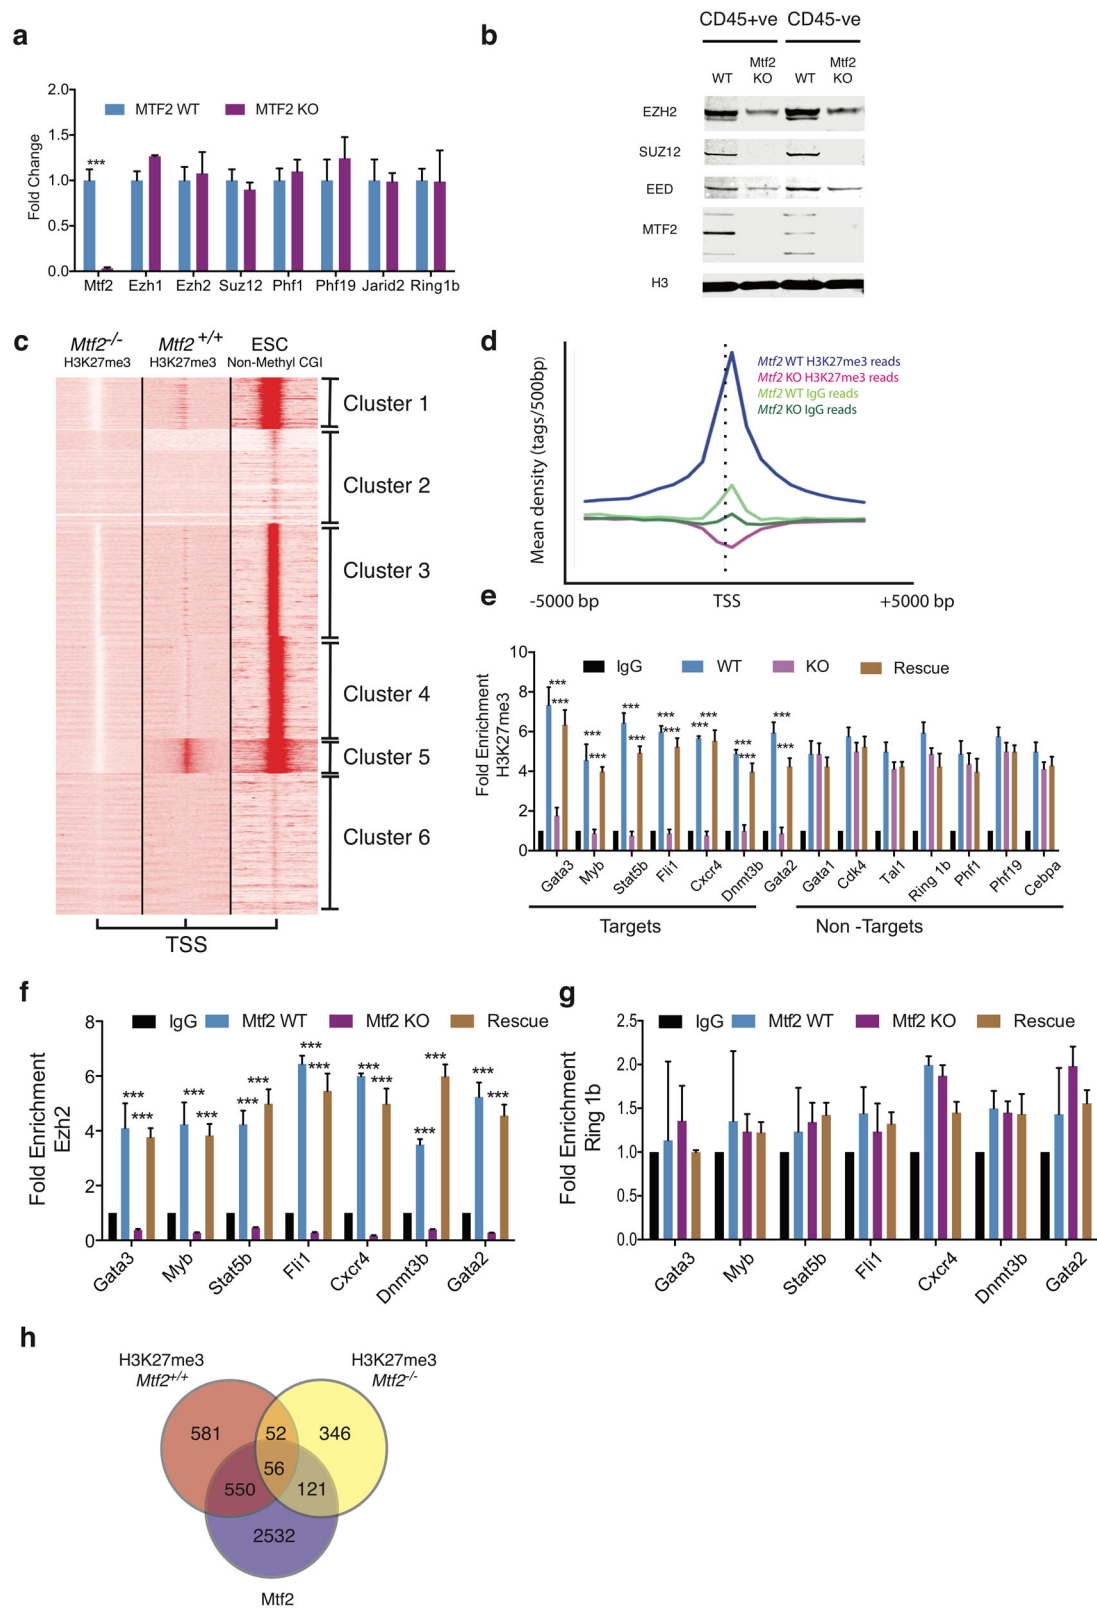 a
2.0
1.5
1.0
0.5
0.0
Fold Change
MTF2 WT
MTF2 KO
***
Mtf2 Ezh1 Ezh2 Suz12 Phf1 Phf19 Jarid2 Ring1b
b
CD45+ve CD45-ve
WT Mtf2 KO WT Mtf2 KO
EZH2
SUZ12
EED
MTF2
H3
c
Mtf2-/- Mtf2 +/+ ESC
H3K27me3 H3K27me3 Non-Methyl CGI
Cluster 1
Cluster 2
Cluster 3
Cluster 4
Cluster 5
Cluster 6
TSS
d
Mean density (tags/500bp)
Mtf2 WT H3K27me3 reads
Mtf2 KO H3K27me3 reads
Mtf2 WT IgG reads
Mtf2 KO IgG reads
-5000 bp TSS +5000 bp
e
Fold Enrichment
H3K27me3
10
8
6
4
2
0
IgG WT KO Rescue
*** *** *** *** *** ***
*** *** *** *** *** *** *** ***
Gata3 Myb Stat5b Fli1 Cxcr4 Dnmt3b Gata2 Gata1 Cdk4 Tal1 Ring 1b Phf1 Phf19 Cebpa
Targets Non -Targets
f
Fold Enrichment
Ezh2
8
6
4
2
0
IgG Mtf2 WT Mtf2 KO Rescue
*** *** *** *** *** *** ***
*** *** *** *** *** *** ***
Gata3 Myb Stat5b Fli1 Cxcr4 Dnmt3b Gata2
g
Fold Enrichment
Ring 1b
2.5
2.0
1.5
1.0
0.5
0.0
IgG Mtf2 WT Mtf2 KO Rescue
Gata3 Myb Stat5b Fli1 Cxcr4 Dnmt3b Gata2
h
H3K27me3 H3K27me3
Mtf2+/+ Mtf2-/-
581 52 346
56
550 121
2532
Mtf2